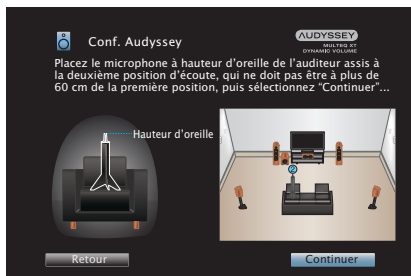 Conf. Audyssey
AUDYSSEY
MULTEQ XT
DYNAMIC VOLUME
Placez le microphone à hauteur d'oreille de l'auditeur assis à
la deuxième position d'écoute, qui ne doit pas être à plus de
60 cm de la première position, puis sélectionnez “Continuer”...
Hauteur d'oreille
2
Retour
Continuer